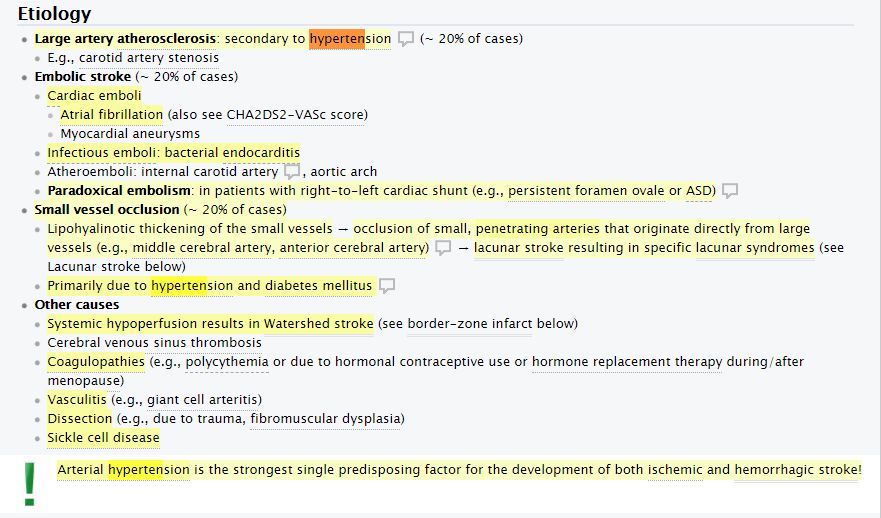 Etiology
Large artery atherosclerosis: secondary to hypertension (~ 20% of cases)
E.g., carotid artery stenosis
Embolic stroke (~ 20% of cases)
Cardiac emboli
Atrial fibrillation (also see CHA2DS2-VASc score)
Myocardial aneurysms
Infectious emboli: bacterial endocarditis
Atheroemboli: internal carotid artery , aortic arch
Paradoxical embolism: in patients with right-to-left cardiac shunt (e.g., persistent foramen ovale or ASD)
Small vessel occlusion (~ 20% of cases)
Lipohyalinotic thickening of the small vessels → occlusion of small, penetrating arteries that originate directly from large
vessels (e.g., middle cerebral artery, anterior cerebral artery) → lacunar stroke resulting in specific lacunar syndromes (see
Lacunar stroke below)
Primarily due to hypertension and diabetes mellitus
Other causes
Systemic hypoperfusion results in Watershed stroke (see border-zone infarct below)
Cerebral venous sinus thrombosis
Coagulopathies (e.g., polycythemia or due to hormonal contraceptive use or hormone replacement therapy during/after
menopause)
Vasculitis (e.g., giant cell arteritis)
Dissection (e.g., due to trauma, fibromuscular dysplasia)
Sickle cell disease
Arterial hypertension is the strongest single predisposing factor for the development of both ischemic and hemorrhagic stroke!